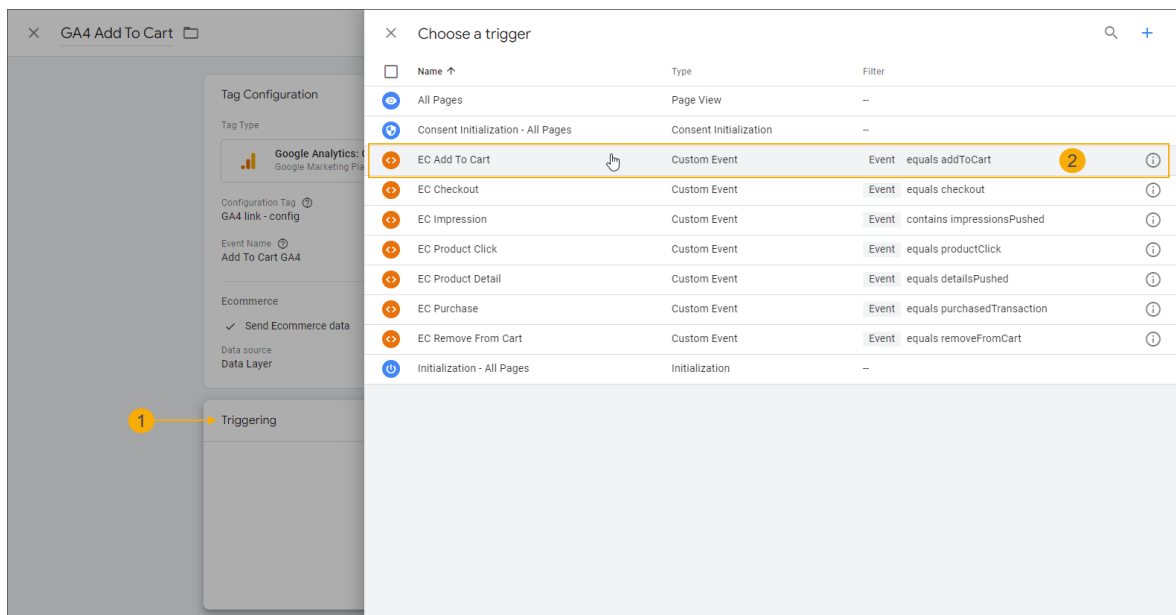 GA4 Add To Cart
Tag Configuration
Tag Type
Google Analytics:
Google Marketing
Configuration Tag
GA4 link - config
Event Name
Add To Cart GA4
Ecommerce
Send Ecommerce data
Data source
Data Layer
1
Triggering
Choose a trigger
Name Type Filter
All Pages Page View --
Consent Initialization - All Pages Consent Initialization --
EC Add To Cart Custom Event Event equals addToCart 2
EC Checkout Custom Event Event equals checkout
EC Impression Custom Event Event contains impressionsPushed
EC Product Click Custom Event Event equals productClick
EC Product Detail Custom Event Event equals detailsPushed
EC Purchase Custom Event Event equals purchasedTransaction
EC Remove From Cart Custom Event Event equals removeFromCart
Initialization - All Pages Initialization --